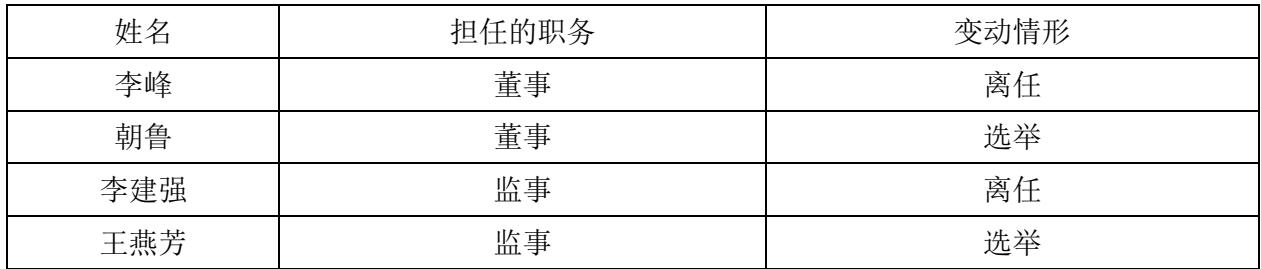 姓名 担任的职务 变动情形
李峰 董事 离任
朝鲁 董事 选举
李建强 监事 离任
王燕芳 监事 选举